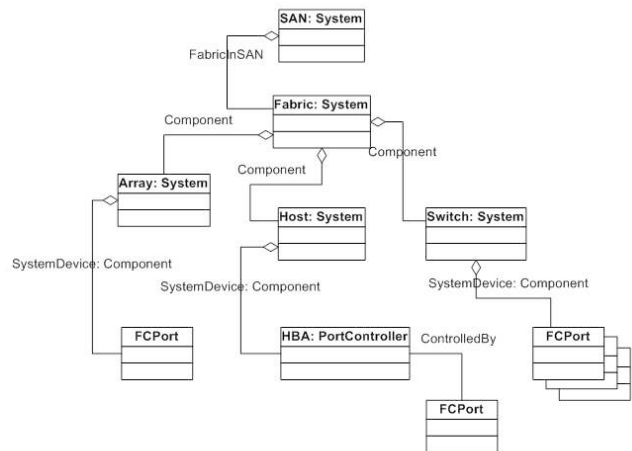 SAN: System
FabricInSAN
Fabric: System
Component
Component
Component
Array: System
Host: System
Switch: System
SystemDevice: Component
SystemDevice: Component
SystemDevice: Component
FCPort
HBA: PortController
ControlledBy
FCPort
FCPort